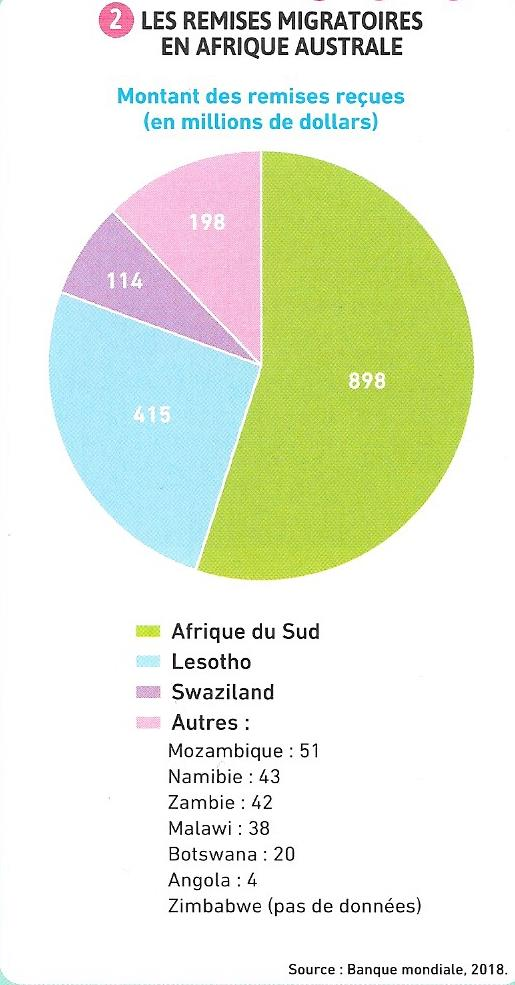 2 LES REMISES MIGRATOIRES
EN AFRIQUE AUSTRALE
Montant des remises reçues
(en millions de dollars)
198
114
898
415
Afrique du Sud
Lesotho
Swaziland
Autres :
Mozambique : 51
Namibie : 43
Zambie : 42
Malawi : 38
Botswana : 20
Angola : 4
Zimbabwe (pas de données)
Source : Banque mondiale, 2018.